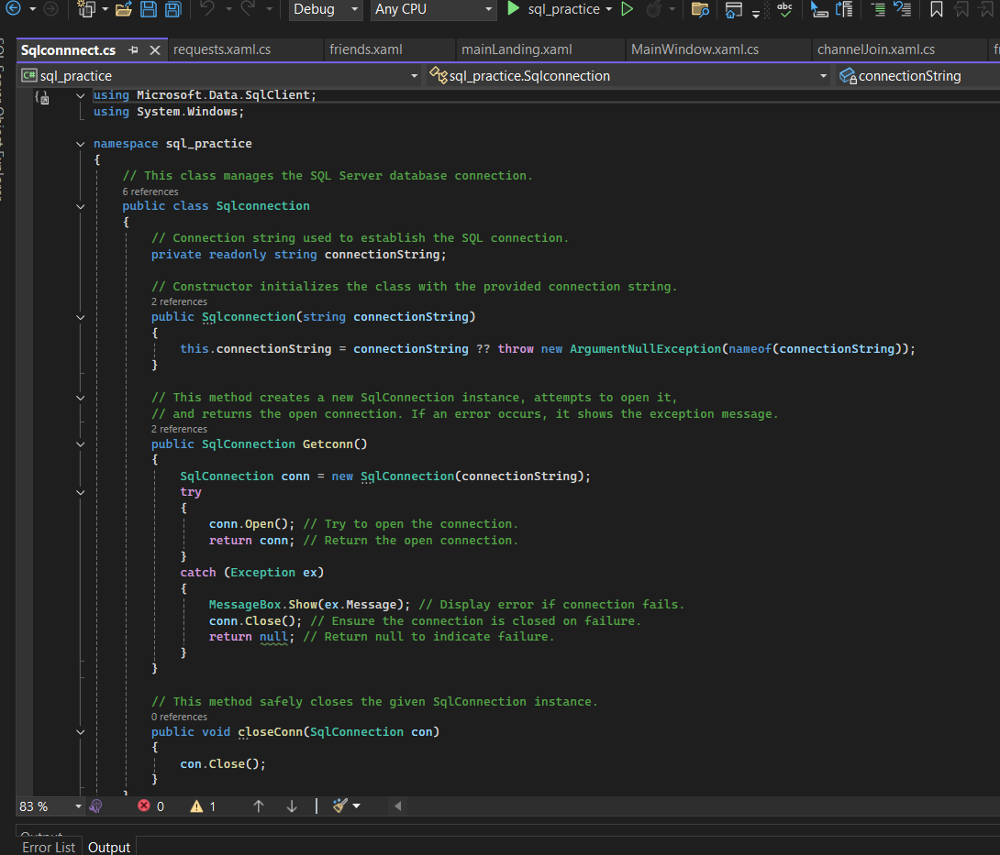 Debug Any CPU sql_practice
abc
Sqlconnnect.cs requests.xaml.cs friends.xaml mainLanding.xaml MainWindow.xaml.cs channelJoin.xaml.cs
sql_practice sql_practice.Sqlconnection connectionString
using Microsoft.Data.SqlClient;
using System.Windows;
namespace sql_practice
{
// This class manages the SQL Server database connection.
6 references
public class Sqlconnection
{
// Connection string used to establish the SQL connection.
private readonly string connectionString;
// Constructor initializes the class with the provided connection string.
2 references
public Sqlconnection(string connectionString)
{
this.connectionString = connectionString ?? throw new ArgumentNullException(nameof(connectionString));
}
// This method creates a new SqlConnection instance, attempts to open it,
// and returns the open connection. If an error occurs, it shows the exception message.
2 references
public SqlConnection Getconn()
{
SqlConnection conn = new SqlConnection(connectionString);
try
{
conn.Open(); // Try to open the connection.
return conn; // Return the open connection.
}
catch (Exception ex)
{
MessageBox.Show(ex.Message); // Display error if connection fails.
conn.Close(); // Ensure the connection is closed on failure.
return null; // Return null to indicate failure.
}
}
// This method safely closes the given SqlConnection instance.
0 references
public void closeConn(SqlConnection con)
{
con.Close();
}
83 % 0 1
Output
Error List Output